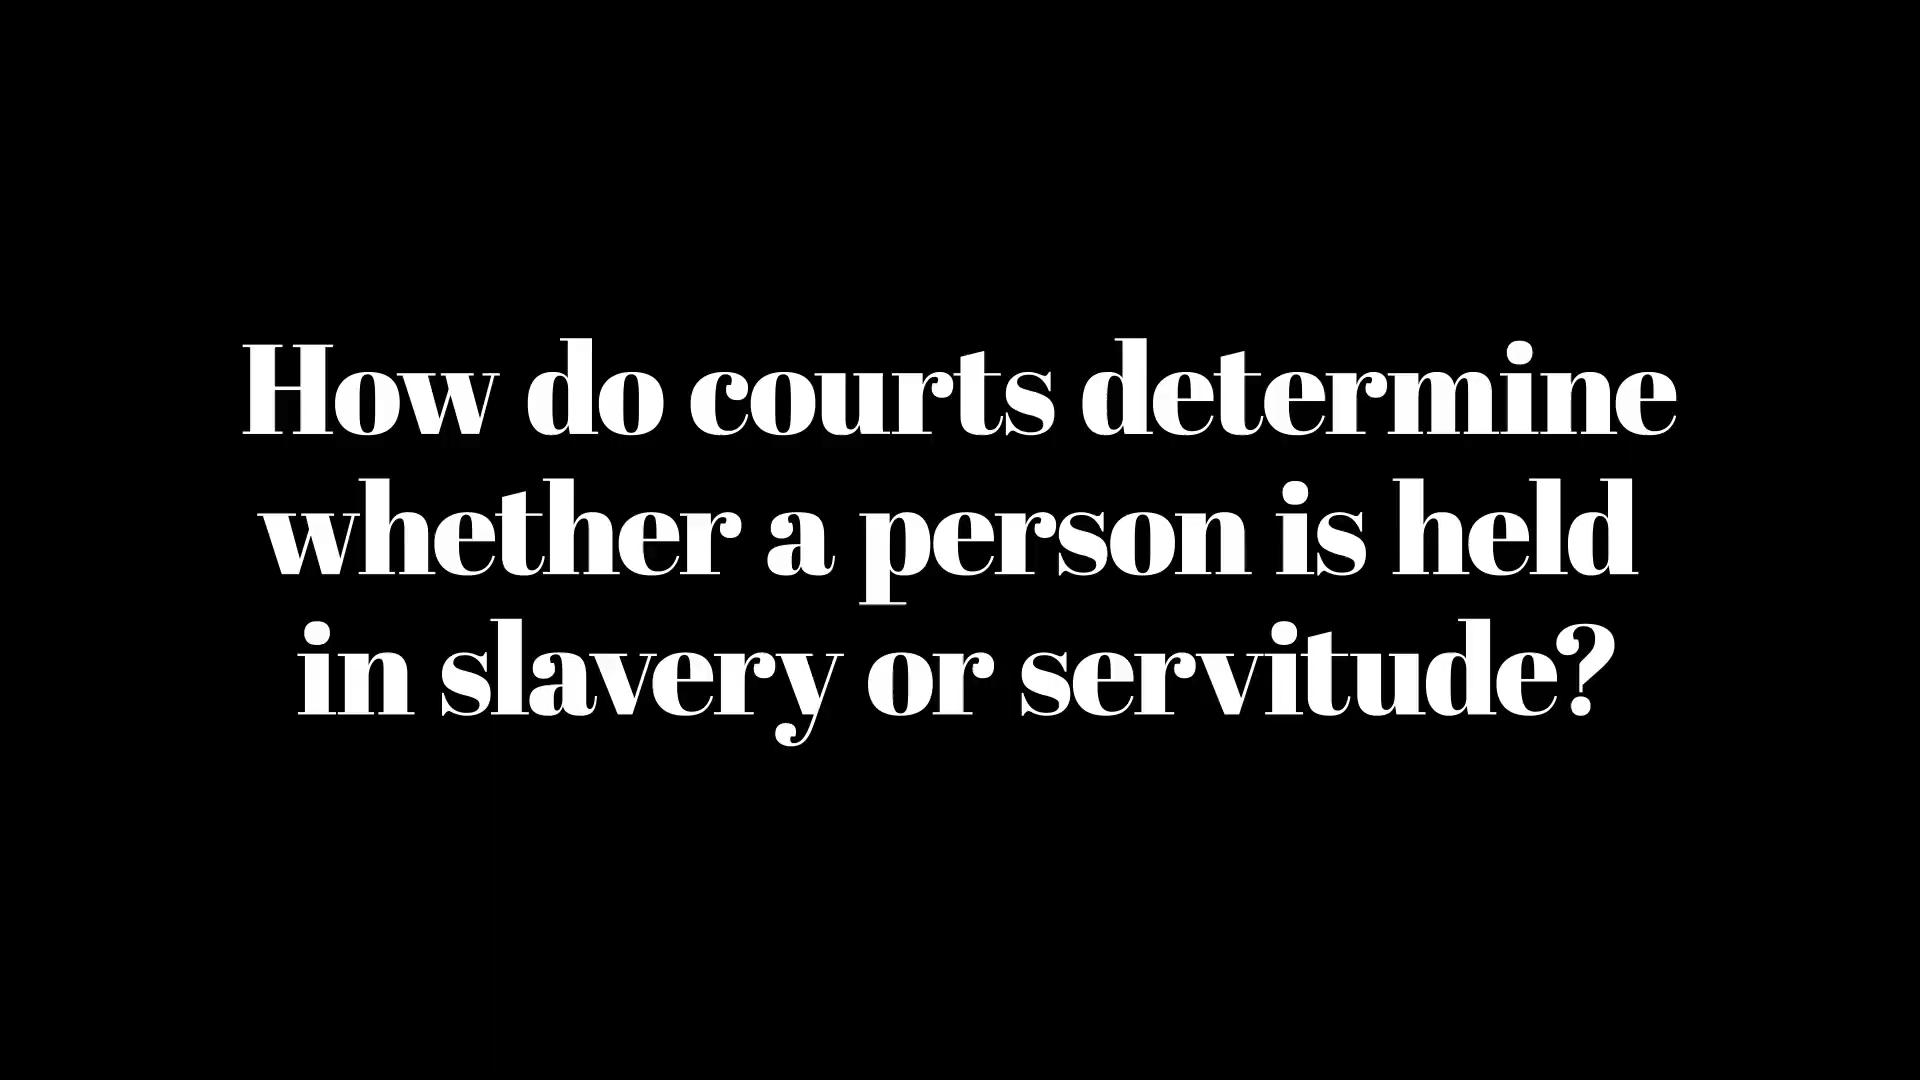 How do courts determine
whether a person is held
in slavery or servitude?